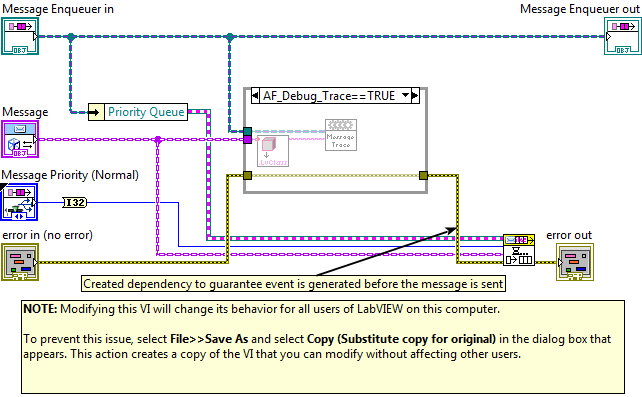 Message Enqueuer in
Message Enqueuer out
OBJ
OBJ
AF_Debug_Trace==TRUE
Message
Priority Queue
OBJ
LvClass
Message
Trace
Message Priority (Normal)
I32
error in (no error)
error out
Created dependency to guarantee event is generated before the message is sent
NOTE: Modifying this VI will change its behavior for all users of LabVIEW on this computer.
To prevent this issue, select File>>Save As and select Copy (Substitute copy for original) in the dialog box that
appears. This action creates a copy of the VI that you can modify without affecting other users.